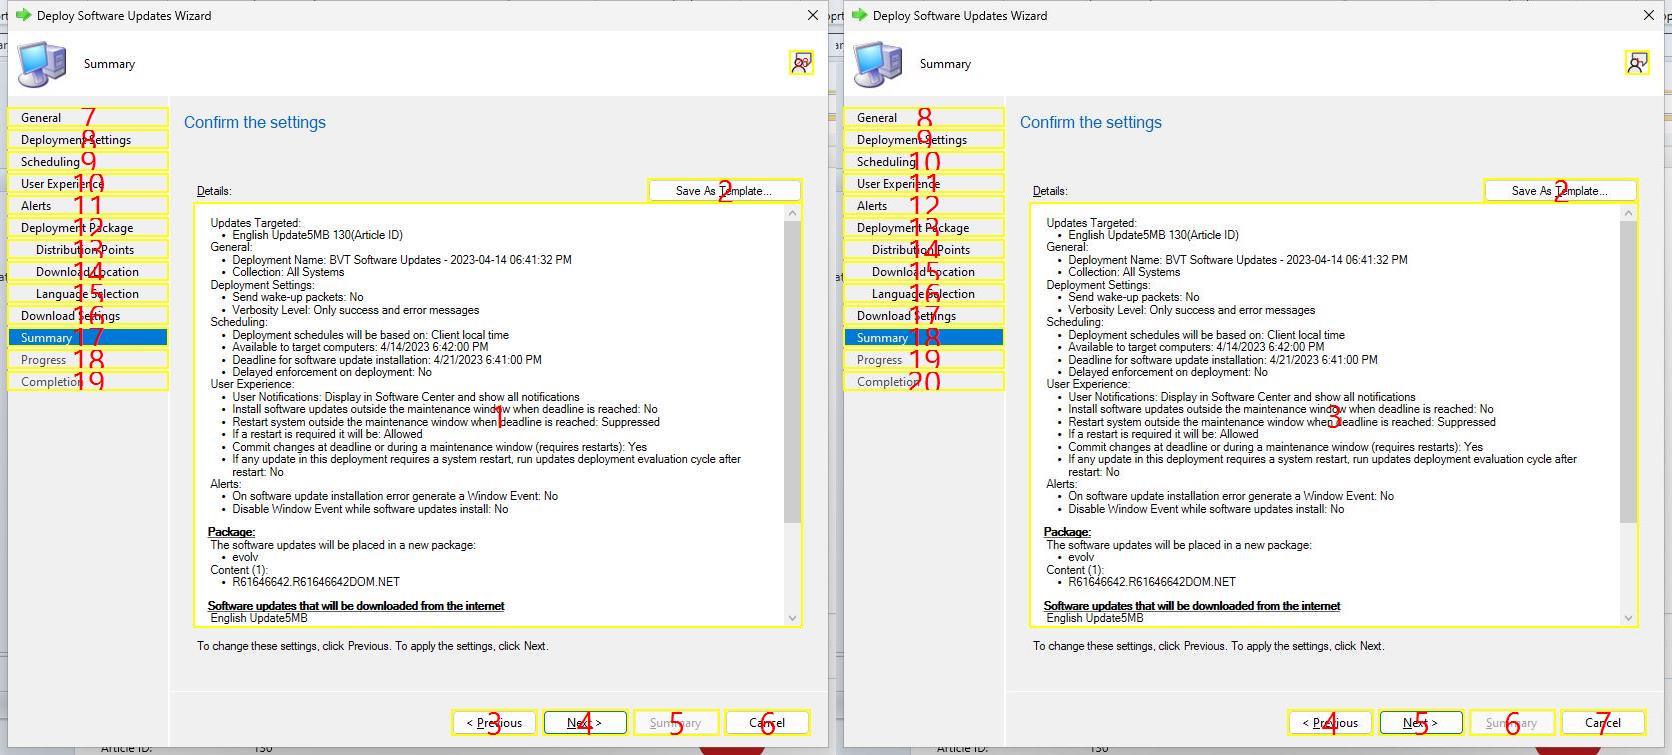 Deploy Software Updates Wizard
Summary
20
General 7
Deployment Settings 8
Scheduling 9
User Experience 10
Alerts 11
Deployment Package 12
Distribution Points 13
Download Location 14
Language Selection 15
Download Settings 16
Summary 17
Progress 18
Completion 19
Confirm the settings
Details:
Save As Template... 2
Updates Targeted:
• English Update5MB 130(Article ID)
General:
• Deployment Name: BVT Software Updates - 2023-04-14 06:41:32 PM
• Collection: All Systems
Deployment Settings:
• Send wake-up packets: No
• Verbosity Level: Only success and error messages
Scheduling:
• Deployment schedules will be based on: Client local time
• Available to target computers: 4/14/2023 6:42:00 PM
• Deadline for software update installation: 4/21/2023 6:41:00 PM
• Delayed enforcement on deployment: No
User Experience:
• User Notifications: Display in Software Center and show all notifications
• Install software updates outside the maintenance window when deadline is reached: No
1
• Restart system outside the maintenance window when deadline is reached: Suppressed
• If a restart is required it will be: Allowed
• Commit changes at deadline or during a maintenance window (requires restarts): Yes
• If any update in this deployment requires a system restart, run updates deployment evaluation cycle after
restart: No
Alerts:
• On software update installation error generate a Window Event: No
• Disable Window Event while software updates install: No
Package:
The software updates will be placed in a new package:
• evolv
Content (1):
• R61646642.R61646642DOM.NET
Software updates that will be downloaded from the internet
English Update5MB
To change these settings, click Previous. To apply the settings, click Next.
< Previous 3
Next > 4
Summary 5
Cancel 6
Article ID: 130
Deploy Software Updates Wizard
Summary
General 8
Deployment Settings 9
Scheduling 10
User Experience 11
Alerts 12
Deployment Package 13
Distribution Points 14
Download Location 15
Language Selection 16
Download Settings 17
Summary 18
Progress 19
Completion 20
Confirm the settings
Details:
Save As Template... 2
Updates Targeted:
• English Update5MB 130(Article ID)
General:
• Deployment Name: BVT Software Updates - 2023-04-14 06:41:32 PM
• Collection: All Systems
Deployment Settings:
• Send wake-up packets: No
• Verbosity Level: Only success and error messages
Scheduling:
• Deployment schedules will be based on: Client local time
• Available to target computers: 4/14/2023 6:42:00 PM
• Deadline for software update installation: 4/21/2023 6:41:00 PM
• Delayed enforcement on deployment: No
User Experience:
• User Notifications: Display in Software Center and show all notifications
• Install software updates outside the maintenance window when deadline is reached: No
3
• Restart system outside the maintenance window when deadline is reached: Suppressed
• If a restart is required it will be: Allowed
• Commit changes at deadline or during a maintenance window (requires restarts): Yes
• If any update in this deployment requires a system restart, run updates deployment evaluation cycle after
restart: No
Alerts:
• On software update installation error generate a Window Event: No
• Disable Window Event while software updates install: No
Package:
The software updates will be placed in a new package:
• evolv
Content (1):
• R61646642.R61646642DOM.NET
Software updates that will be downloaded from the internet
English Update5MB
To change these settings, click Previous. To apply the settings, click Next.
< Previous 4
Next > 5
Summary 6
Cancel 7
Article ID: 130